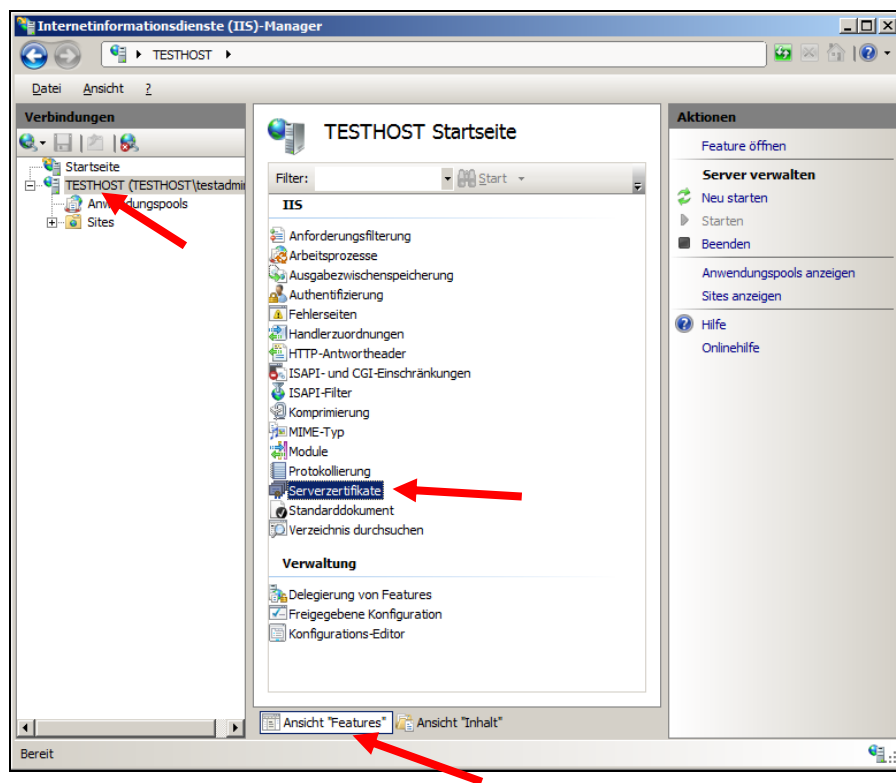 Internetinformationsdienste (IIS)-Manager
TESTHOST
Datei Ansicht ?
Verbindungen
Startseite
TESTHOST (TESTHOST\testadmi
Anwendungspools
Sites
TESTHOST Startseite
Filter: Start
IIS
Anforderungsfilterung
Arbeitsprozesse
Ausgabezwischenspeicherung
Authentifizierung
Fehlerseiten
Handlerzuordnungen
HTTP-Antwortheader
ISAPI- und CGI-Einschränkungen
ISAPI-Filter
Komprimierung
MIME-Typ
Module
Protokollierung
Serverzertifikate
Standarddokument
Verzeichnis durchsuchen
Verwaltung
Delegierung von Features
Freigegebene Konfiguration
Konfigurations-Editor
Ansicht "Features" Ansicht "Inhalt"
Aktionen
Feature öffnen
Server verwalten
Neu starten
Starten
Beenden
Anwendungspools anzeigen
Sites anzeigen
Hilfe
Onlinehilfe
Bereit